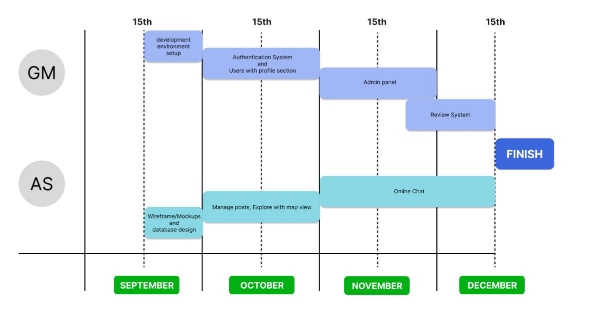 15th
15th
15th
15th
GM
development
environment
setup
Authentication System
and
Users with profile section
Admin panel
Review System
FINISH
AS
Wireframe/Mockups
and
database design
Manage posts, Explore with map view
Online Chat
SEPTEMBER
OCTOBER
NOVEMBER
DECEMBER